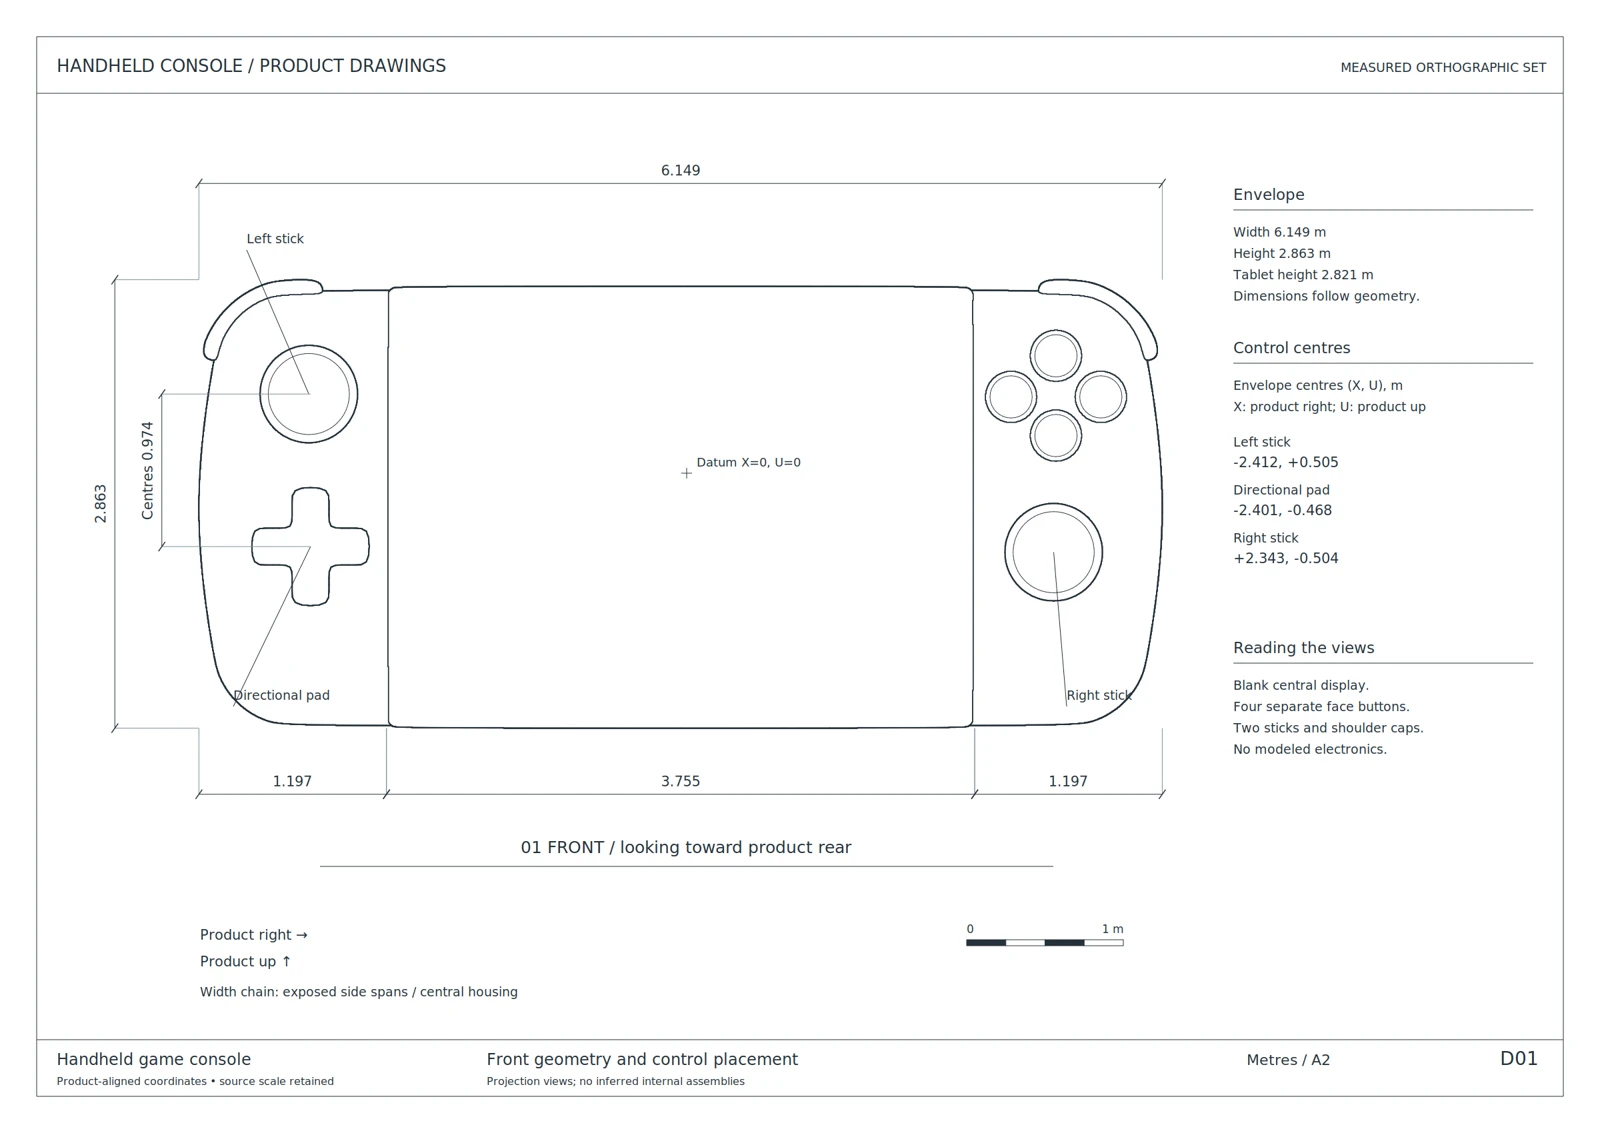 HANDHELD CONSOLE / PRODUCT DRAWINGS
MEASURED ORTHOGRAPHIC SET
6.149
Left stick
2.863
Centres 0.974
Datum X=0, U=0
Directional pad
Right stick
1.197
3.755
1.197
01 FRONT / looking toward product rear
Product right →
Product up ↑
Width chain: exposed side spans / central housing
0
1 m
Envelope
Width 6.149 m
Height 2.863 m
Tablet height 2.821 m
Dimensions follow geometry.
Control centres
Envelope centres (X, U), m
X: product right; U: product up
Left stick
-2.412, +0.505
Directional pad
-2.401, -0.468
Right stick
+2.343, -0.504
Reading the views
Blank central display.
Four separate face buttons.
Two sticks and shoulder caps.
No modeled electronics.
Handheld game console
Product-aligned coordinates • source scale retained
Front geometry and control placement
Projection views; no inferred internal assemblies
Metres / A2
D01